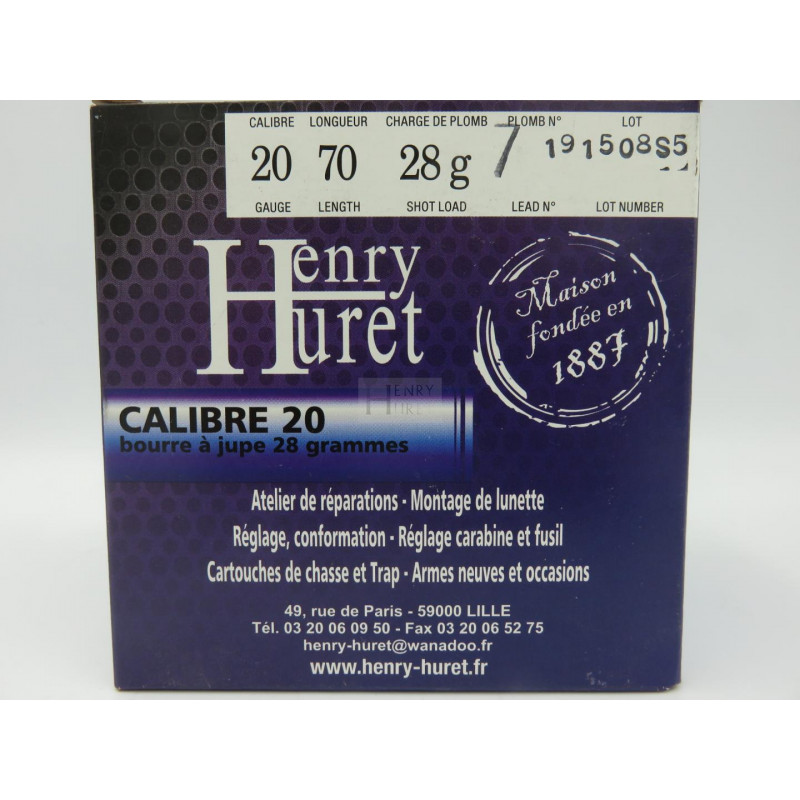 CALIBRE LONGUEUR CHARGE DE PLOMB PLOMB N° LOT
20 70 28 g 7 191508S5
GAUGE LENGTH SHOT LOAD LEAD N° LOT NUMBER
Henry
Huret
Maison
fondée en
1887
HENRY
HURET
CALIBRE 20
bourre à jupe 28 grammes
Atelier de réparations - Montage de lunette
Réglage, conformation - Réglage carabine et fusil
Cartouches de chasse et Trap - Armes neuves et occasions
49, rue de Paris - 59000 LILLE
Tél. 03 20 06 09 50 - Fax 03 20 06 52 75
henry-huret@wanadoo.fr
www.henry-huret.fr